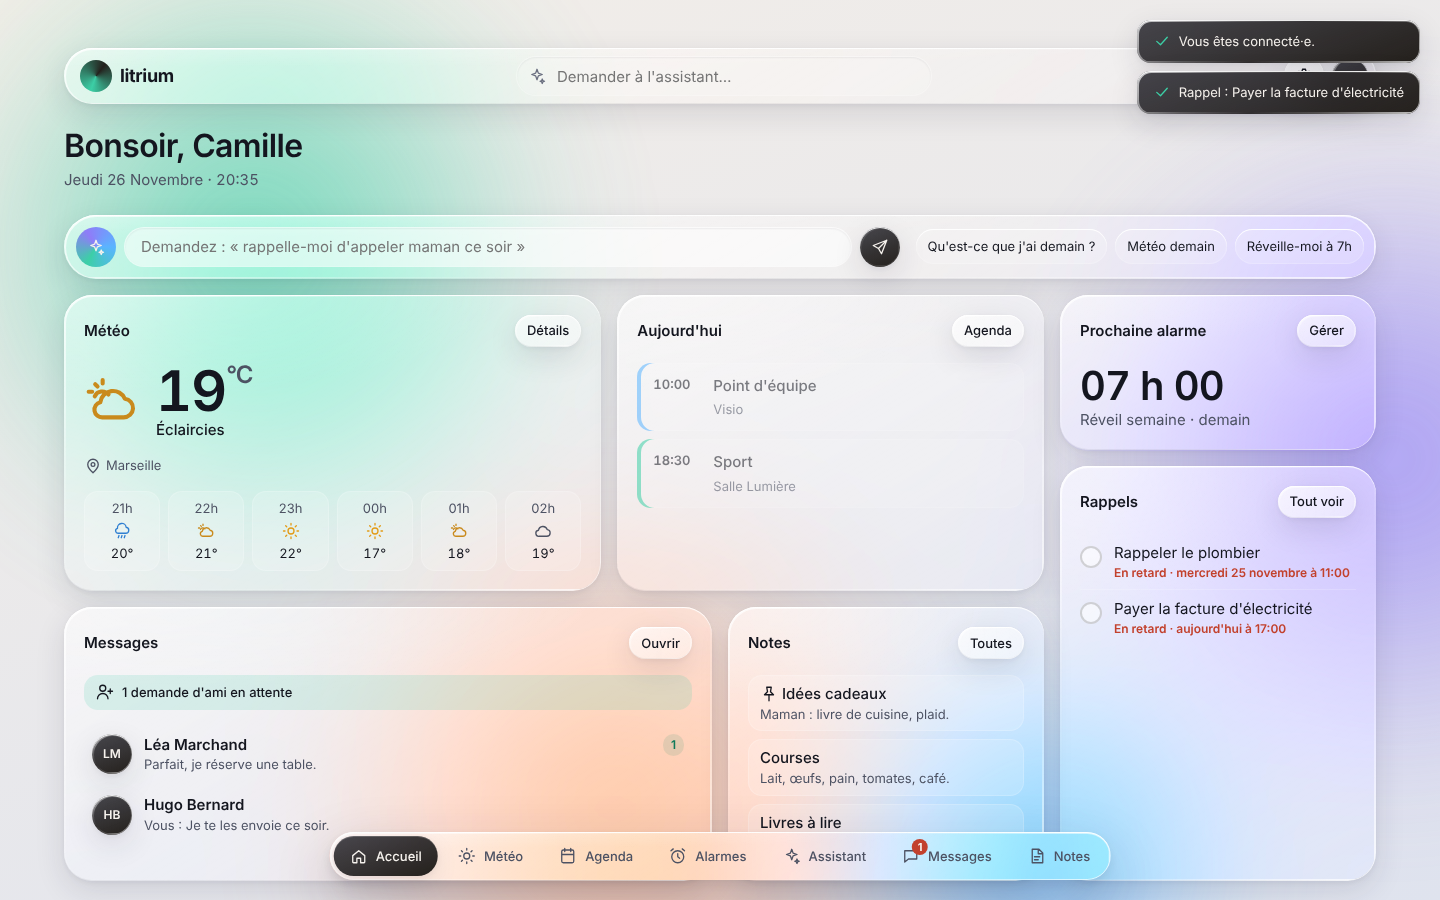 litrium
Demander à l'assistant...
Vous êtes connecté·e.
Rappel : Payer la facture d'électricité
Bonsoir, Camille
Jeudi 26 Novembre · 20:35
Demandez : « rappelle-moi d'appeler maman ce soir »
Qu'est-ce que j'ai demain ?
Météo demain
Réveille-moi à 7h
Météo
Détails
19°C
Éclaircies
Marseille
21h 22h 23h 00h 01h 02h
20° 21° 22° 17° 18° 19°
Aujourd'hui
Agenda
10:00 Point d'équipe
Visio
18:30 Sport
Salle Lumière
Prochaine alarme
Gérer
07 h 00
Réveil semaine · demain
Rappels
Tout voir
Rappeler le plombier
En retard · mercredi 25 novembre à 11:00
Payer la facture d'électricité
En retard · aujourd'hui à 17:00
Messages
Ouvrir
1 demande d'ami en attente
LM
Léa Marchand
1
Parfait, je réserve une table.
HB
Hugo Bernard
Vous : Je te les envoie ce soir.
Notes
Toutes
Idées cadeaux
Maman : livre de cuisine, plaid.
Courses
Lait, œufs, pain, tomates, café.
Livres à lire
Accueil
Météo
Agenda
Alarmes
Assistant
1
Messages
Notes